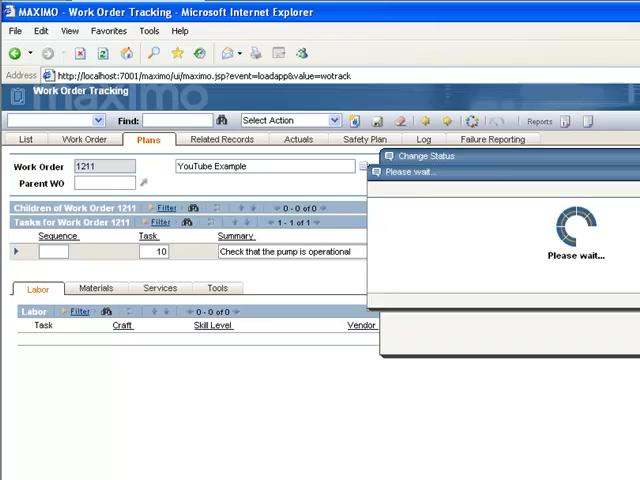 MAXIMO - Work Order Tracking - Microsoft Internet Explorer
File Edit View Favorites Tools Help
Address http://localhost:7001/maximo/ui/maximo.jsp?event=loadapp&value=wotrack
Work Order Tracking
maximo
Find: Select Action Reports
List Work Order Plans Related Records Actuals Safety Plan Log Failure Reporting
Change Status
Work Order 1211 YouTube Example
Please wait...
Parent WO
Children of Work Order 1211 Filter 0 - 0 of 0
Tasks for Work Order 1211 Filter 1 - 1 of 1
Sequence Task Summary
10 Check that the pump is operational
Please wait...
Labor Materials Services Tools
Labor Filter 0 - 0 of 0
Task Craft Skill Level Vendor